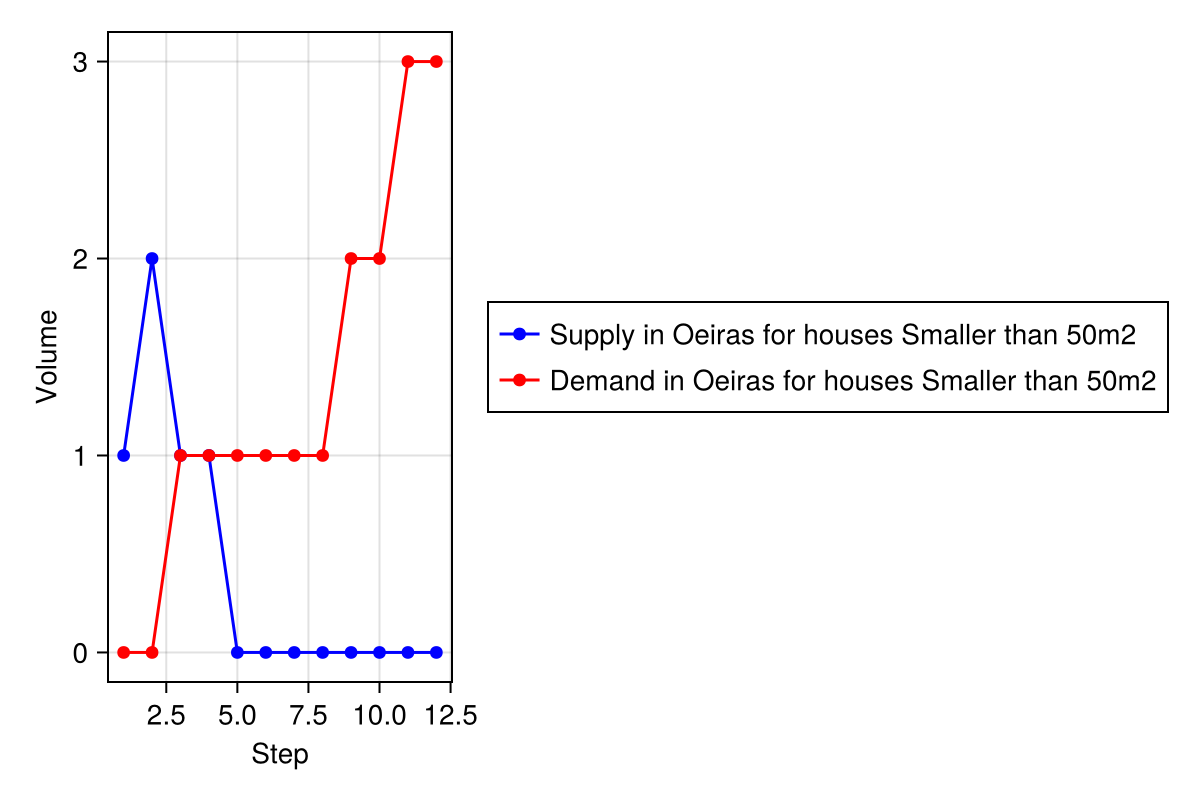 3
2
1
0
Volume
2.5 5.0 7.5 10.0 12.5
Step
Supply in Oeiras for houses Smaller than 50m2
Demand in Oeiras for houses Smaller than 50m2